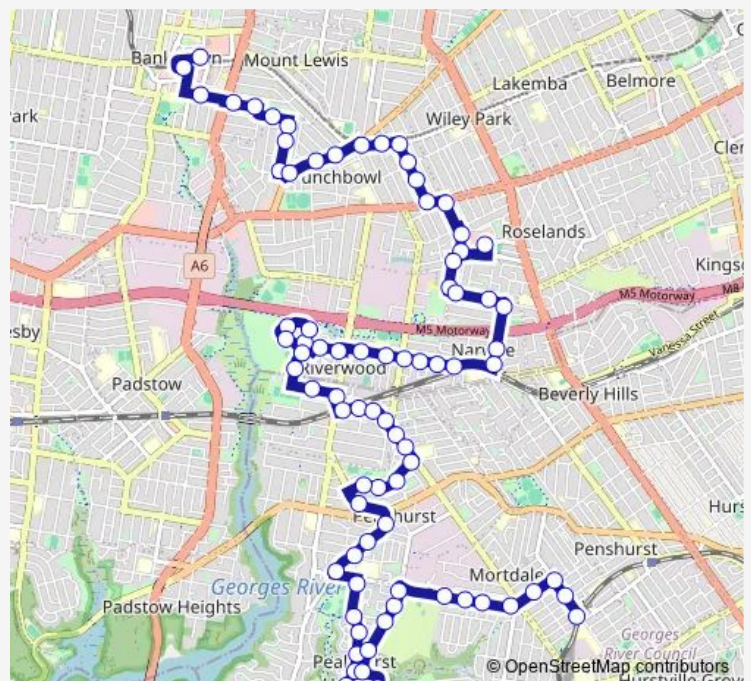 Mount Lewis
Lakemba
Belmore
Wiley Park
Roselands
A6
M5 Motorway
M8
M5 Motorway
Vanessa Street
Riverwood
Padstow
Beverly Hills
Penshurst
Mortdale
Georges River
Padstow Heights
Georges
River Council
© OpenStreetMap contributors